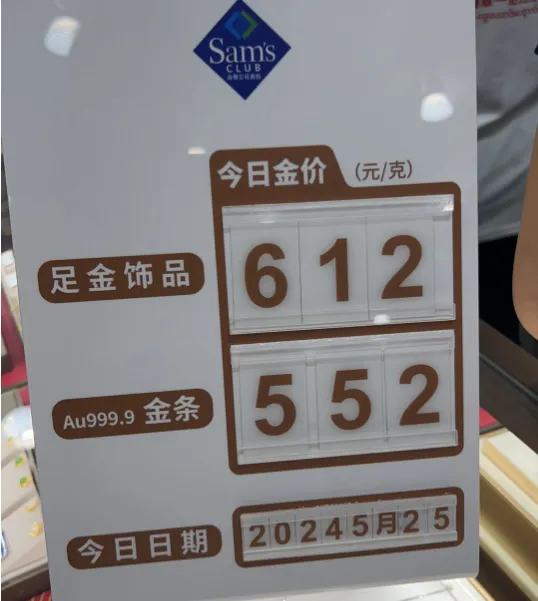 Sam's
CLUB
今日金价 (元/克)
足金饰品 612
Au999.9 金条 552
今日日期 20245月25